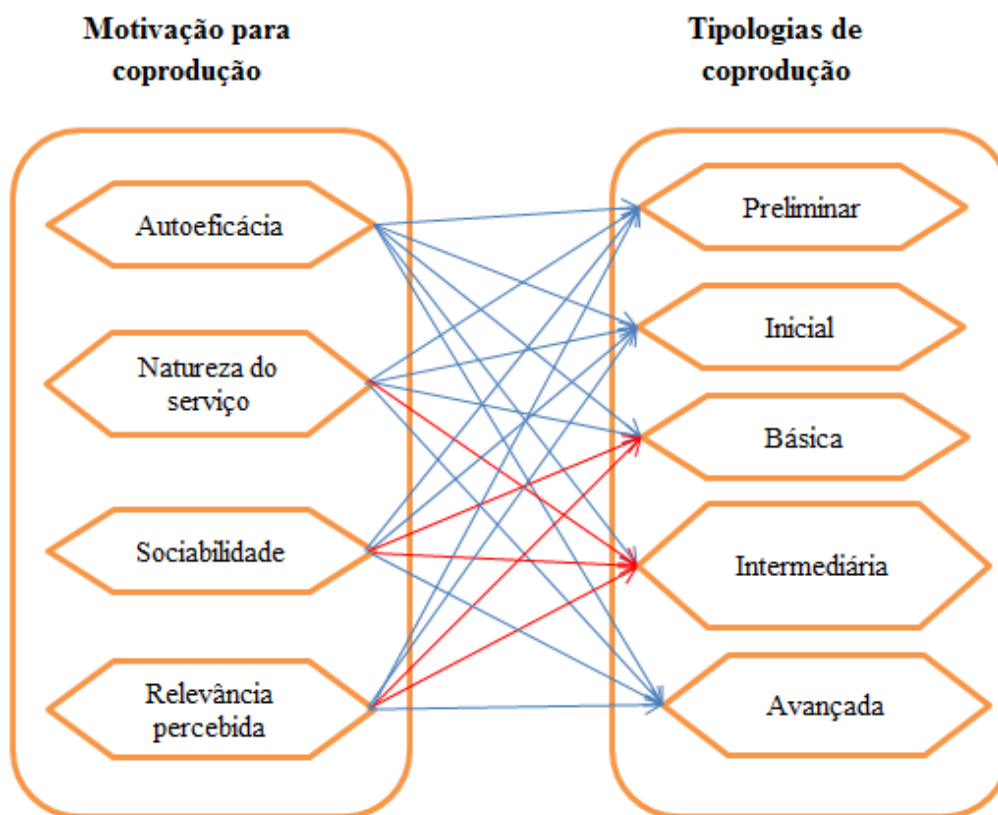 Motivação para
coprodução
Tipologias de
coprodução
Autoeficácia
Natureza do
serviço
Sociabilidade
Relevância
percebida
Preliminar
Inicial
Básica
Intermediária
Avançada